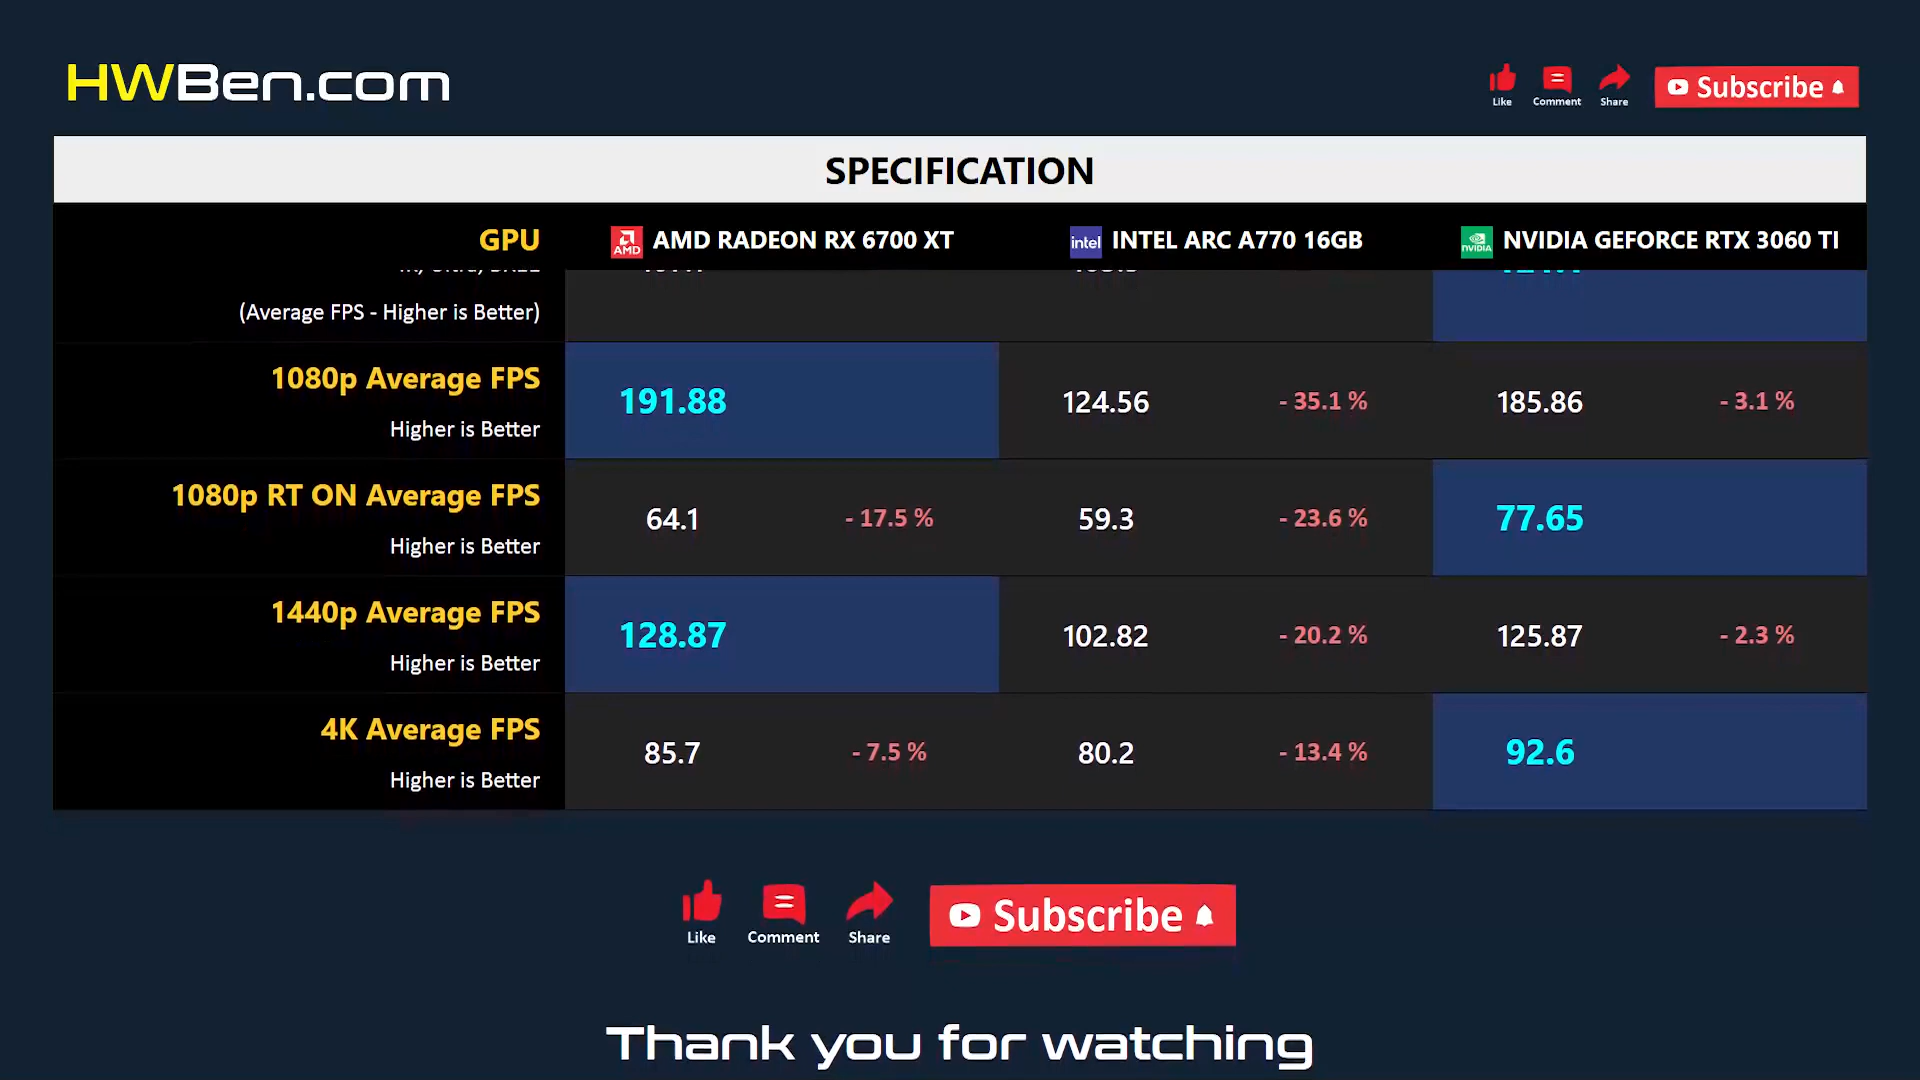 HWBen.com
Like Comment Share Subscribe
SPECIFICATION
GPU AMD AMD RADEON RX 6700 XT intel INTEL ARC A770 16GB NVIDIA NVIDIA GEFORCE RTX 3060 TI
(Average FPS - Higher is Better)
1080p Average FPS
Higher is Better
191.88 124.56 - 35.1 % 185.86 - 3.1 %
1080p RT ON Average FPS
Higher is Better
64.1 - 17.5 % 59.3 - 23.6 % 77.65
1440p Average FPS
Higher is Better
128.87 102.82 - 20.2 % 125.87 - 2.3 %
4K Average FPS
Higher is Better
85.7 - 7.5 % 80.2 - 13.4 % 92.6
Like Comment Share Subscribe
Thank you for watching